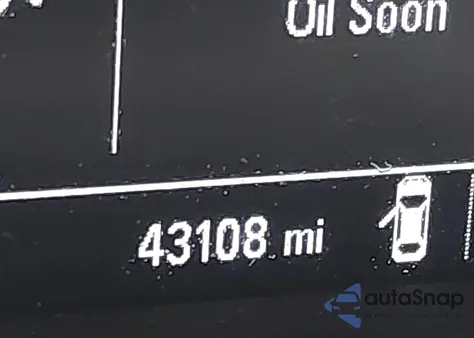 Oil Soon
43108 mi
autoSnap